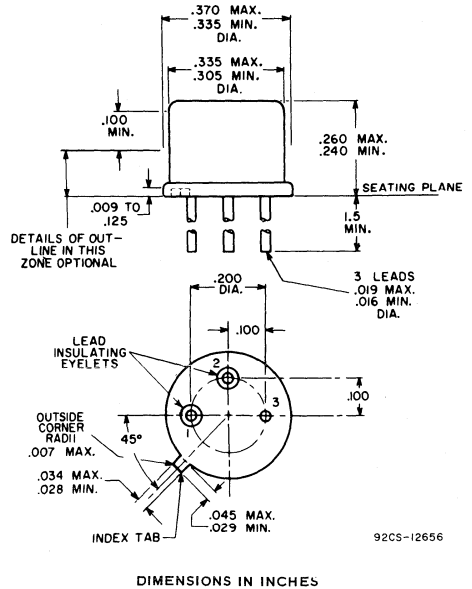 .370 MAX.
.335 MIN.
DIA.
.335 MAX.
.305 MIN.
DIA.
.100
MIN.
.260 MAX.
.240 MIN.
SEATING PLANE
.009 TO
.125
1.5
MIN.
DETAILS OF OUT-
LINE IN THIS
ZONE OPTIONAL
.200
DIA.
3 LEADS
.019 MAX.
.016 MIN.
DIA.
.100
LEAD
INSULATING
EYELETS
2
3
.100
1
OUTSIDE
CORNER
RADII
.007 MAX.
45°
.034 MAX.
.028 MIN.
.045 MAX.
.029 MIN.
INDEX TAB
92CS-12656
DIMENSIONS IN INCHES